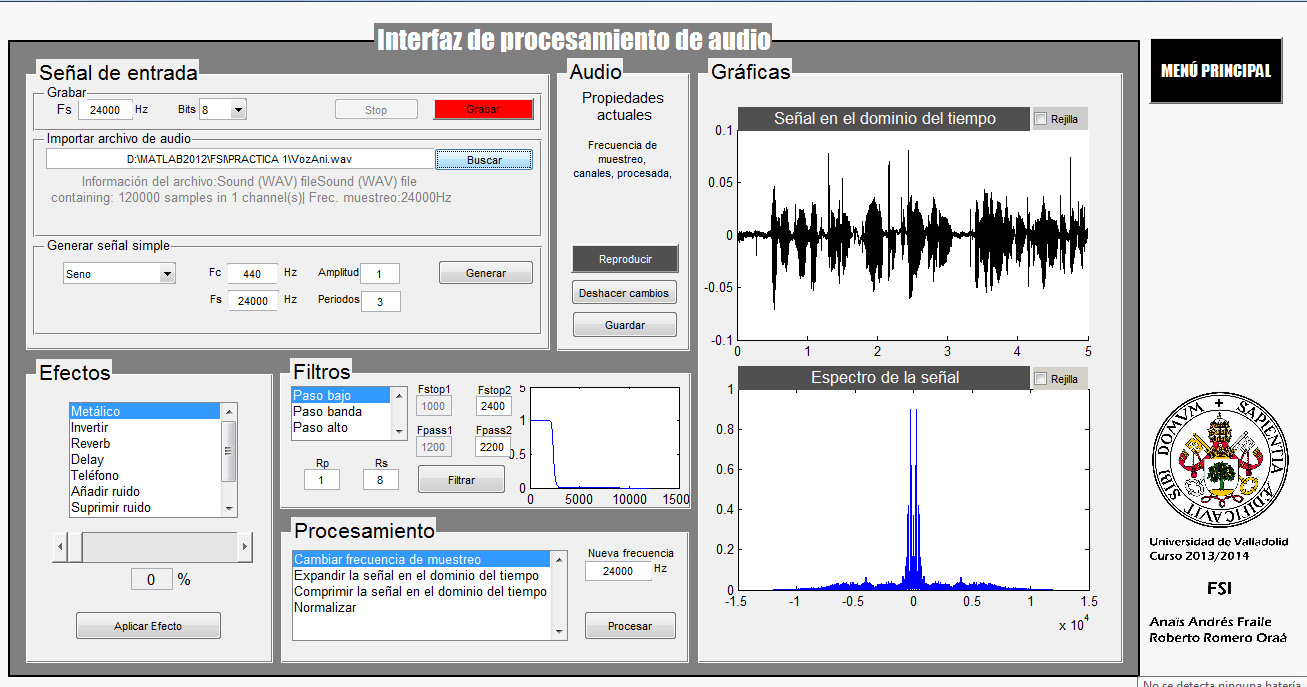 Interfaz de procesamiento de audio
MENÚ PRINCIPAL
Señal de entrada
Grabar
Fs 24000 Hz Bits 8 Stop Grabar
Importar archivo de audio
D:\MATLAB2012\FSI\PRACTICA 1\VozAni.wav Buscar
Información del archivo:Sound (WAV) fileSound (WAV) file
containing: 120000 samples in 1 channel(s)| Frec. muestreo:24000Hz
Generar señal simple
Seno Fc 440 Hz Amplitud 1 Generar
Fs 24000 Hz Periodos 3
Audio
Propiedades
actuales
Frecuencia de
muestreo,
canales, procesada,
Reproducir
Deshacer cambios
Guardar
Gráficas
Señal en el dominio del tiempo Rejilla
0.1
0.05
0
-0.05
-0.1
0 1 2 3 4 5
Espectro de la señal Rejilla
1
0.8
0.6
0.4
0.2
0
-1.5 -1 -0.5 0 0.5 1 1.5
x 10^4
Efectos
Metálico
Invertir
Reverb
Delay
Teléfono
Añadir ruido
Suprimir ruido
0 %
Aplicar Efecto
Filtros
Paso bajo
Paso banda
Paso alto
Fstop1 Fstop2
1000 2400
Fpass1 Fpass2
1200 2200
Rp Rs
1 8
Filtrar
5
1
0.5
0
0 5000 10000 1500
Procesamiento
Cambiar frecuencia de muestreo
Expandir la señal en el dominio del tiempo
Comprimir la señal en el dominio del tiempo
Normalizar
Nueva frecuencia
24000 Hz
Procesar
SIBI DOMVM SAPIENTIA ÆDIFICAVIT
Universidad de Valladolid
Curso 2013/2014
FSI
Anaïs Andrés Fraile
Roberto Romero Oraá
No se detecta ninguna batería